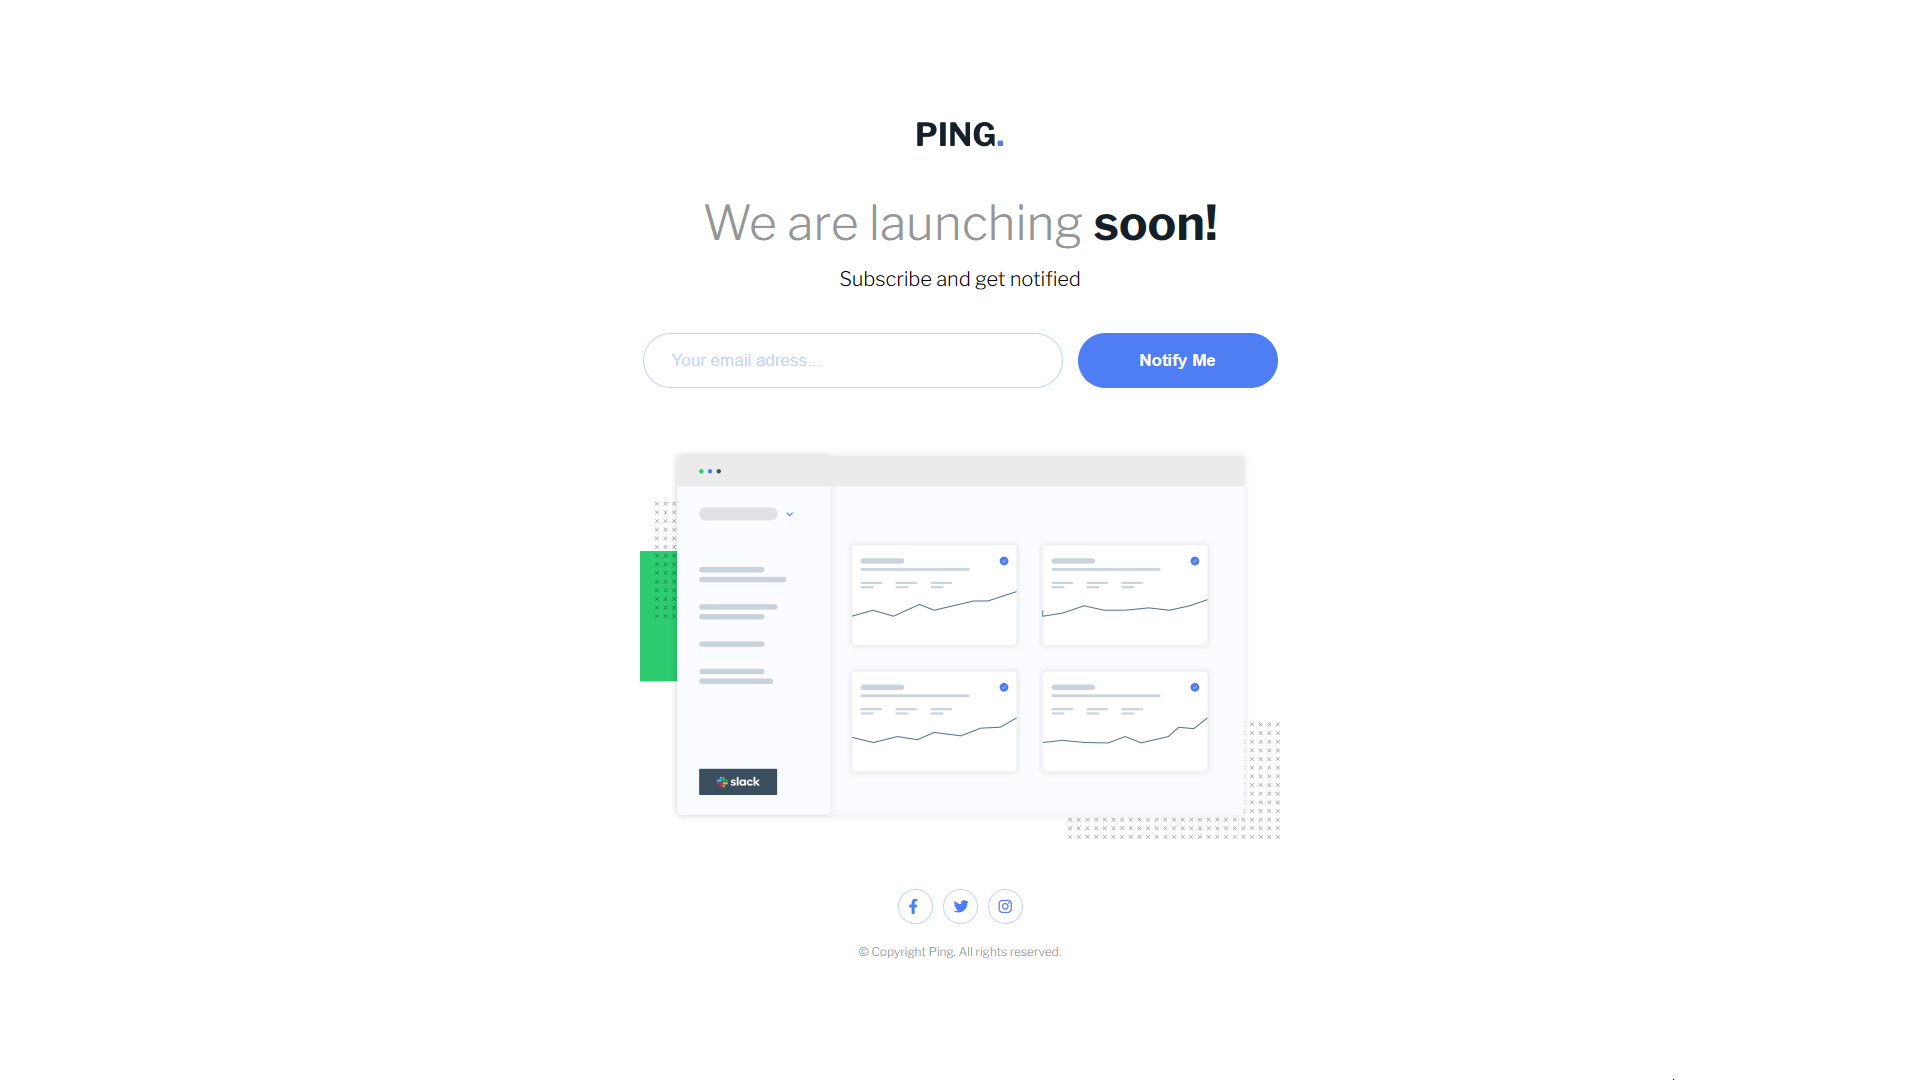 PING.
We are launching soon!
Subscribe and get notified
Your email adress...
Notify Me
slack
© Copyright Ping. All rights reserved.